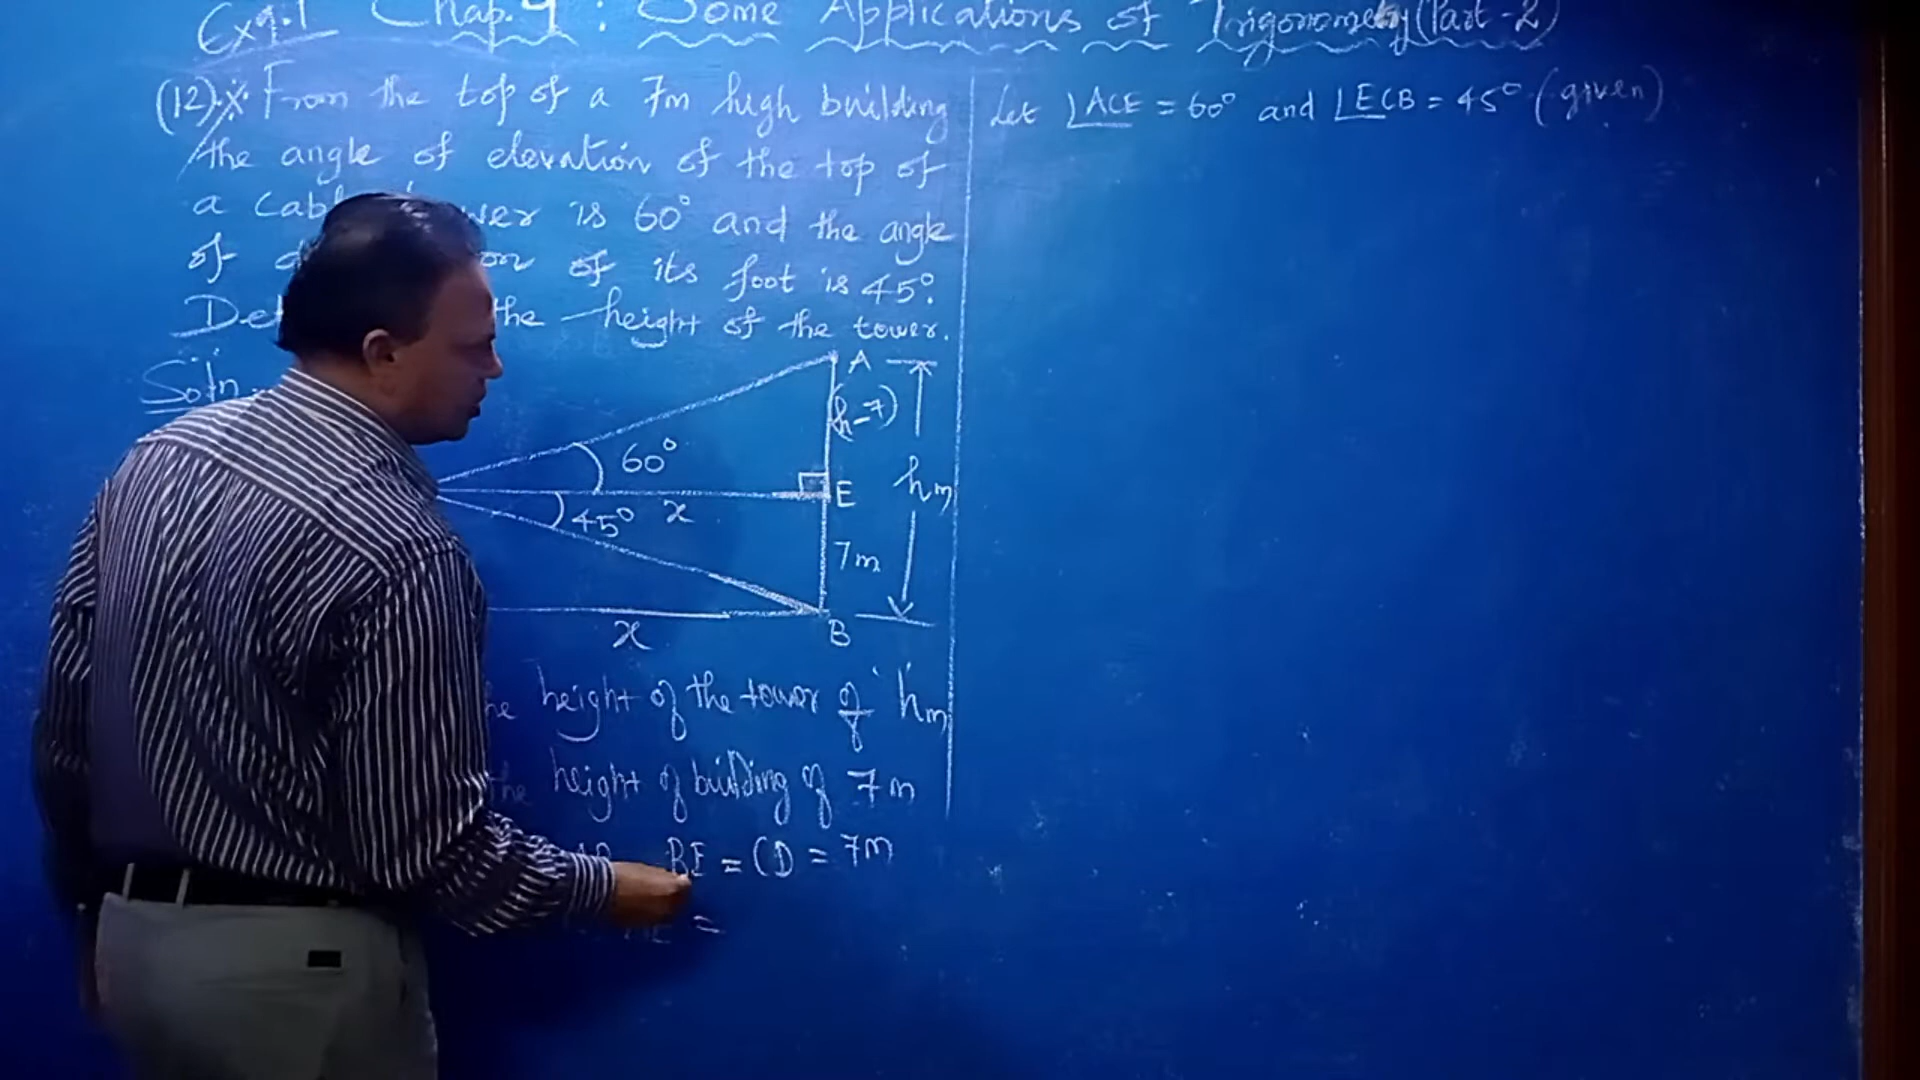 Ex 9.1 Chap. 9 : Some Applications of Trigonometry (Part-2)
(12). From the top of a 7m high building
the angle of elevation of the top of
a is 60° and the angle
of of its foot is 45°.
the height of the tower.
Soln
A
(h-7)
60°
E
hm
45° x
7m
x
B
height of the tower of 'hm
the height of building of 7m
BE = CD = 7m
=
Let ∠ACE = 60° and ∠ECB = 45° (given)